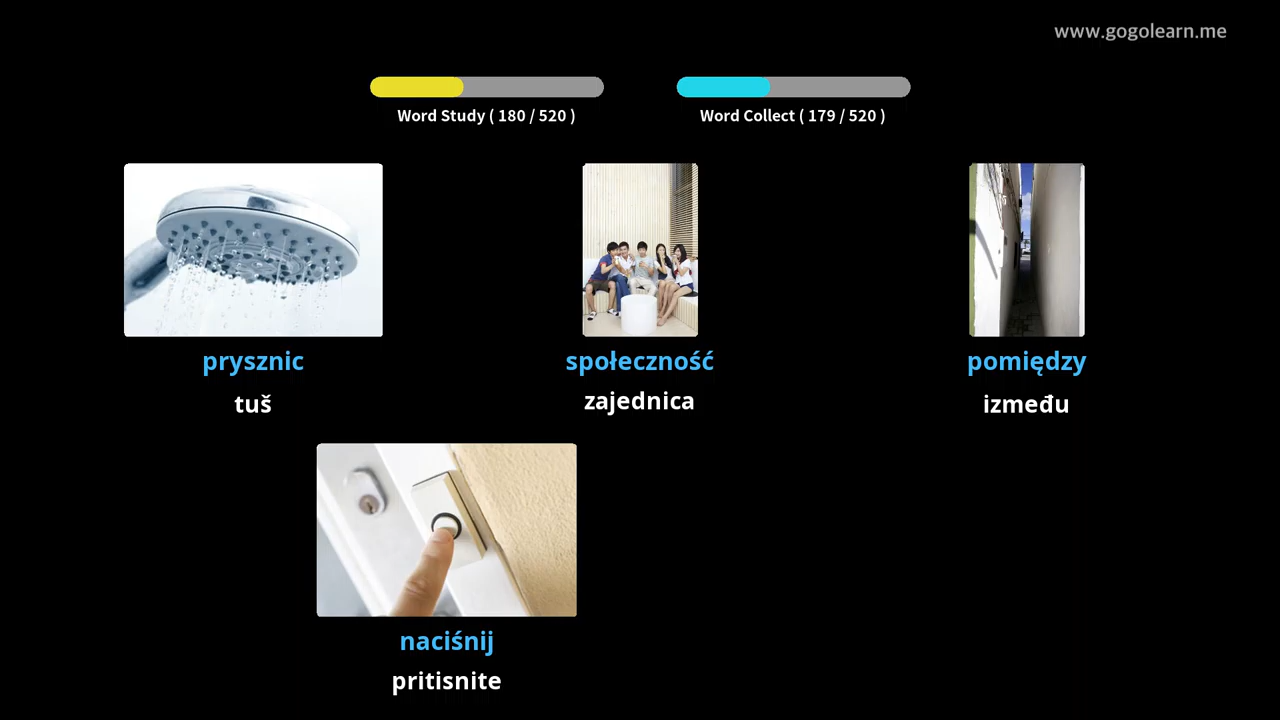 www.gogolearn.me
Word Study ( 180 / 520 )
Word Collect ( 179 / 520 )
prysznic
tuš
społeczność
zajednica
pomiędzy
između
naciśnij
pritisnite